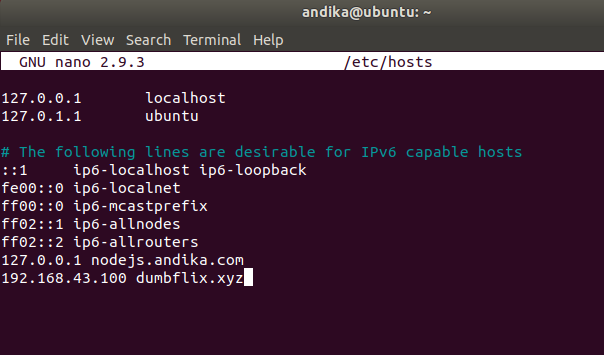 andika@ubuntu: ~
File Edit View Search Terminal Help
GNU nano 2.9.3 /etc/hosts
127.0.0.1 localhost
127.0.1.1 ubuntu
# The following lines are desirable for IPv6 capable hosts
::1 ip6-localhost ip6-loopback
fe00::0 ip6-localnet
ff00::0 ip6-mcastprefix
ff02::1 ip6-allnodes
ff02::2 ip6-allrouters
127.0.0.1 nodejs.andika.com
192.168.43.100 dumbflix.xyz